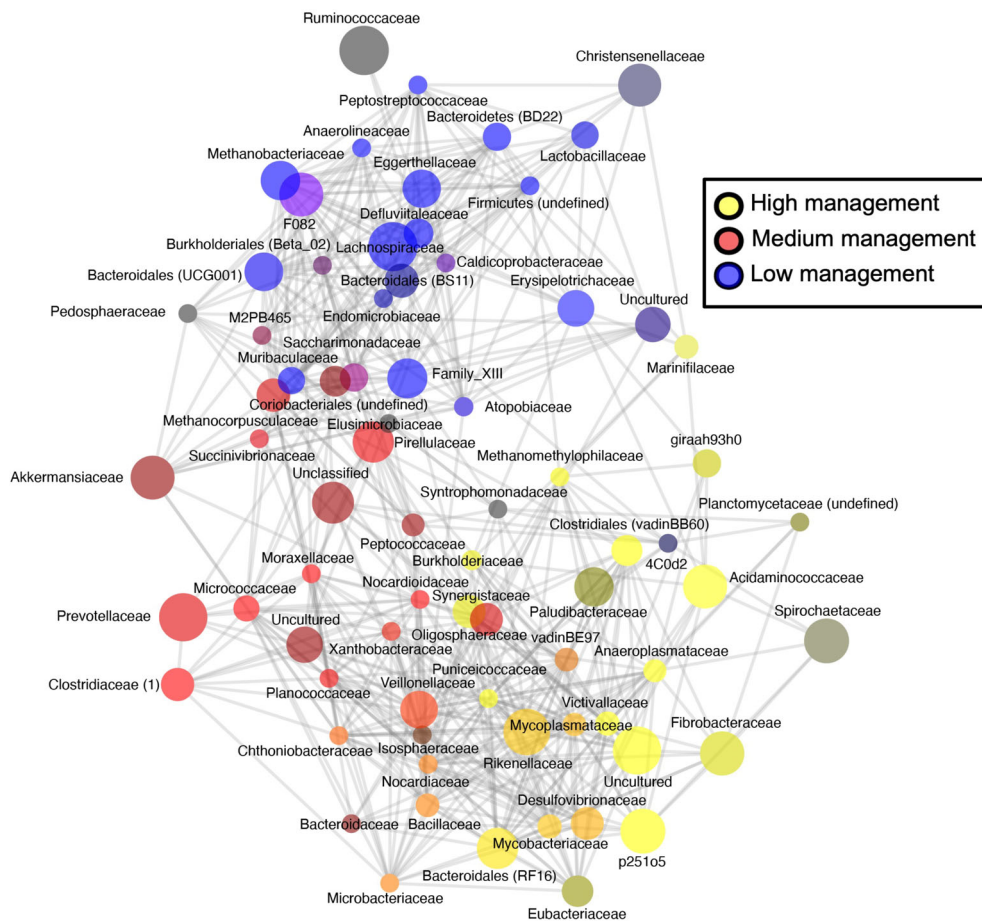 Ruminococcaceae
Christensenellaceae
Peptostreptococcaceae
Bacteroidetes (BD22)
Anaerolineaceae
Methanobacteriaceae
Eggerthellaceae
Lactobacillaceae
High management
Medium management
Low management
Firmicutes (undefined)
Defluviitaleaceae
F082
Burkholderiales (Beta_02)
Lachnospiraceae
Caldicoprobacteraceae
Bacteroidales (UCG001)
Bacteroidales (BS11)
Erysipelotrichaceae
Uncultured
Pedosphaeraceae
M2PB465
Endomicrobiaceae
Saccharimonadaceae
Muribaculaceae
Marinifilaceae
Family_XIII
Coriobacteriales (undefined)
Atopobiaceae
Methanocorpusculaceae
Elusimicrobiaceae
Pirellulaceae
giraah93h0
Succinivibrionaceae
Methanomethylophilaceae
Akkermansiaceae
Unclassified
Syntrophomonadaceae
Planctomycetaceae (undefined)
Clostridiales (vadinBB60)
Peptococcaceae
Moraxellaceae
Burkholderiaceae
4C0d2
Acidaminococcaceae
Micrococcaceae
Nocardioidaceae
Prevotellaceae
Synergistaceae
Paludibacteraceae
Spirochaetaceae
Uncultured
Oligosphaeraceae
vadinBE97
Xanthobacteraceae
Anaeroplasmataceae
Puniceicoccaceae
Clostridiaceae (1)
Planococcaceae
Veillonellaceae
Victivallaceae
Mycoplasmataceae
Fibrobacteraceae
Chthoniobacteraceae
Isosphaeraceae
Rikenellaceae
Uncultured
Nocardiaceae
Desulfovibrionaceae
Bacteroidaceae
Bacillaceae
Mycobacteriaceae
p251o5
Bacteroidales (RF16)
Microbacteriaceae
Eubacteriaceae